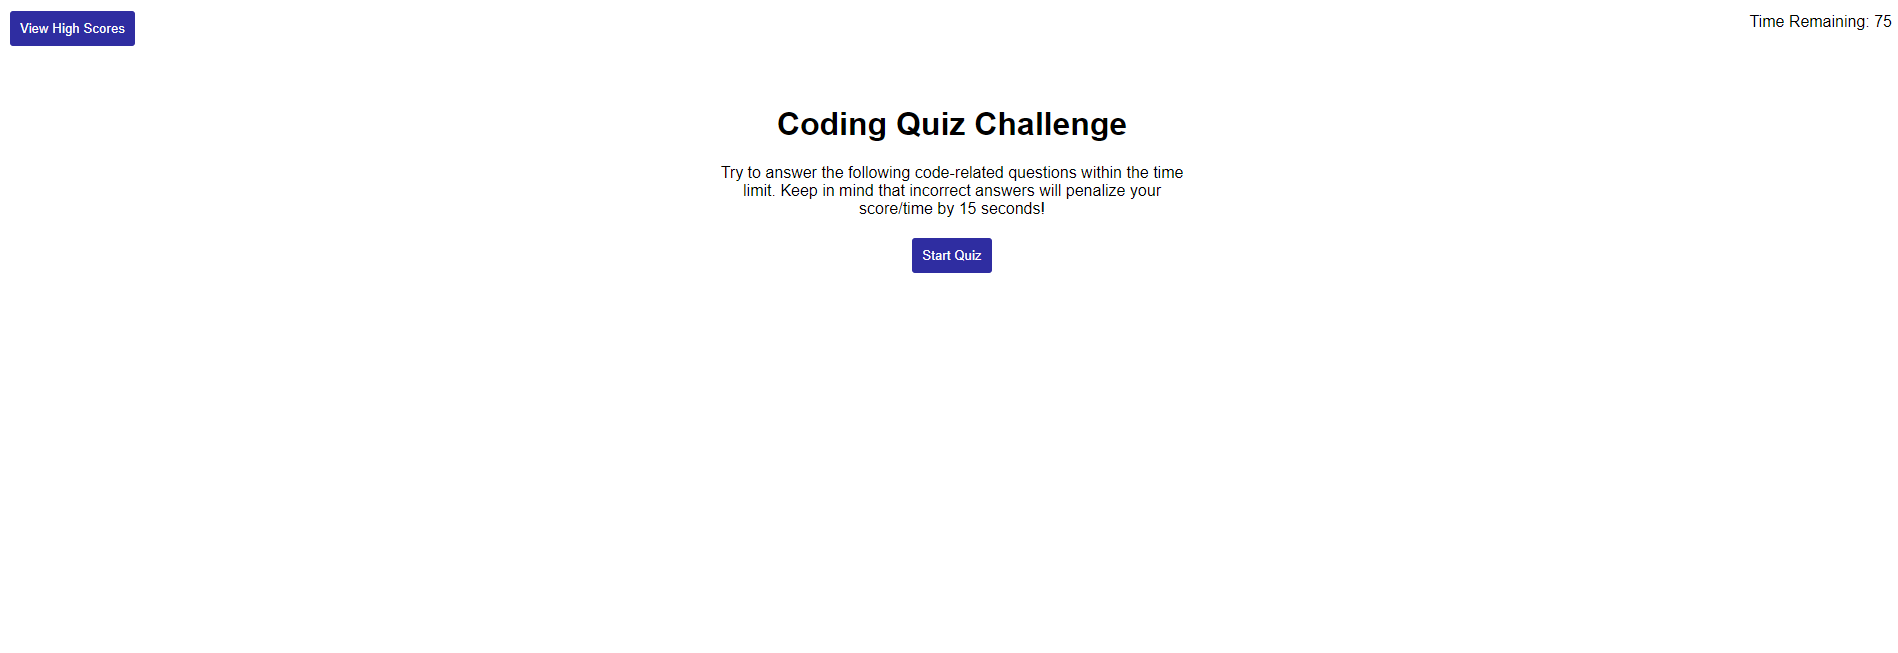 View High Scores
Time Remaining: 75
Coding Quiz Challenge
Try to answer the following code-related questions within the time
limit. Keep in mind that incorrect answers will penalize your
score/time by 15 seconds!
Start Quiz